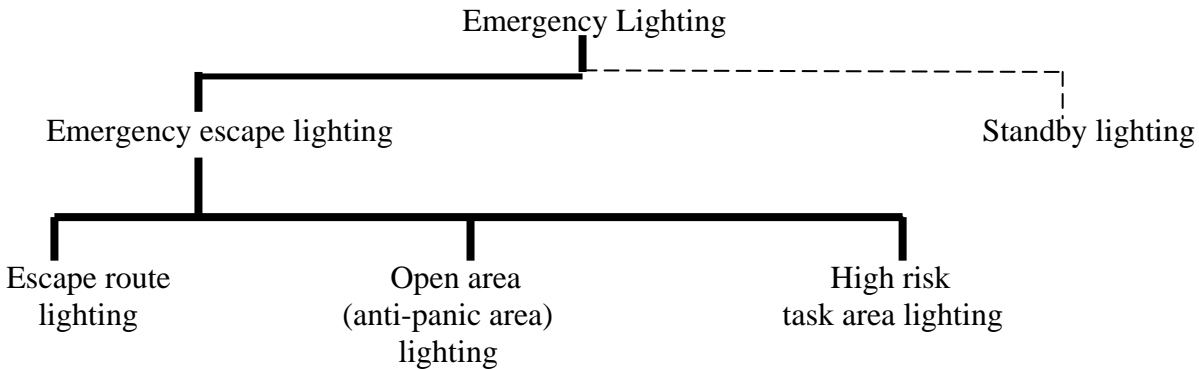 Emergency Lighting
Emergency escape lighting
Standby lighting
Escape route
lighting
Open area
(anti-panic area)
lighting
High risk
task area lighting